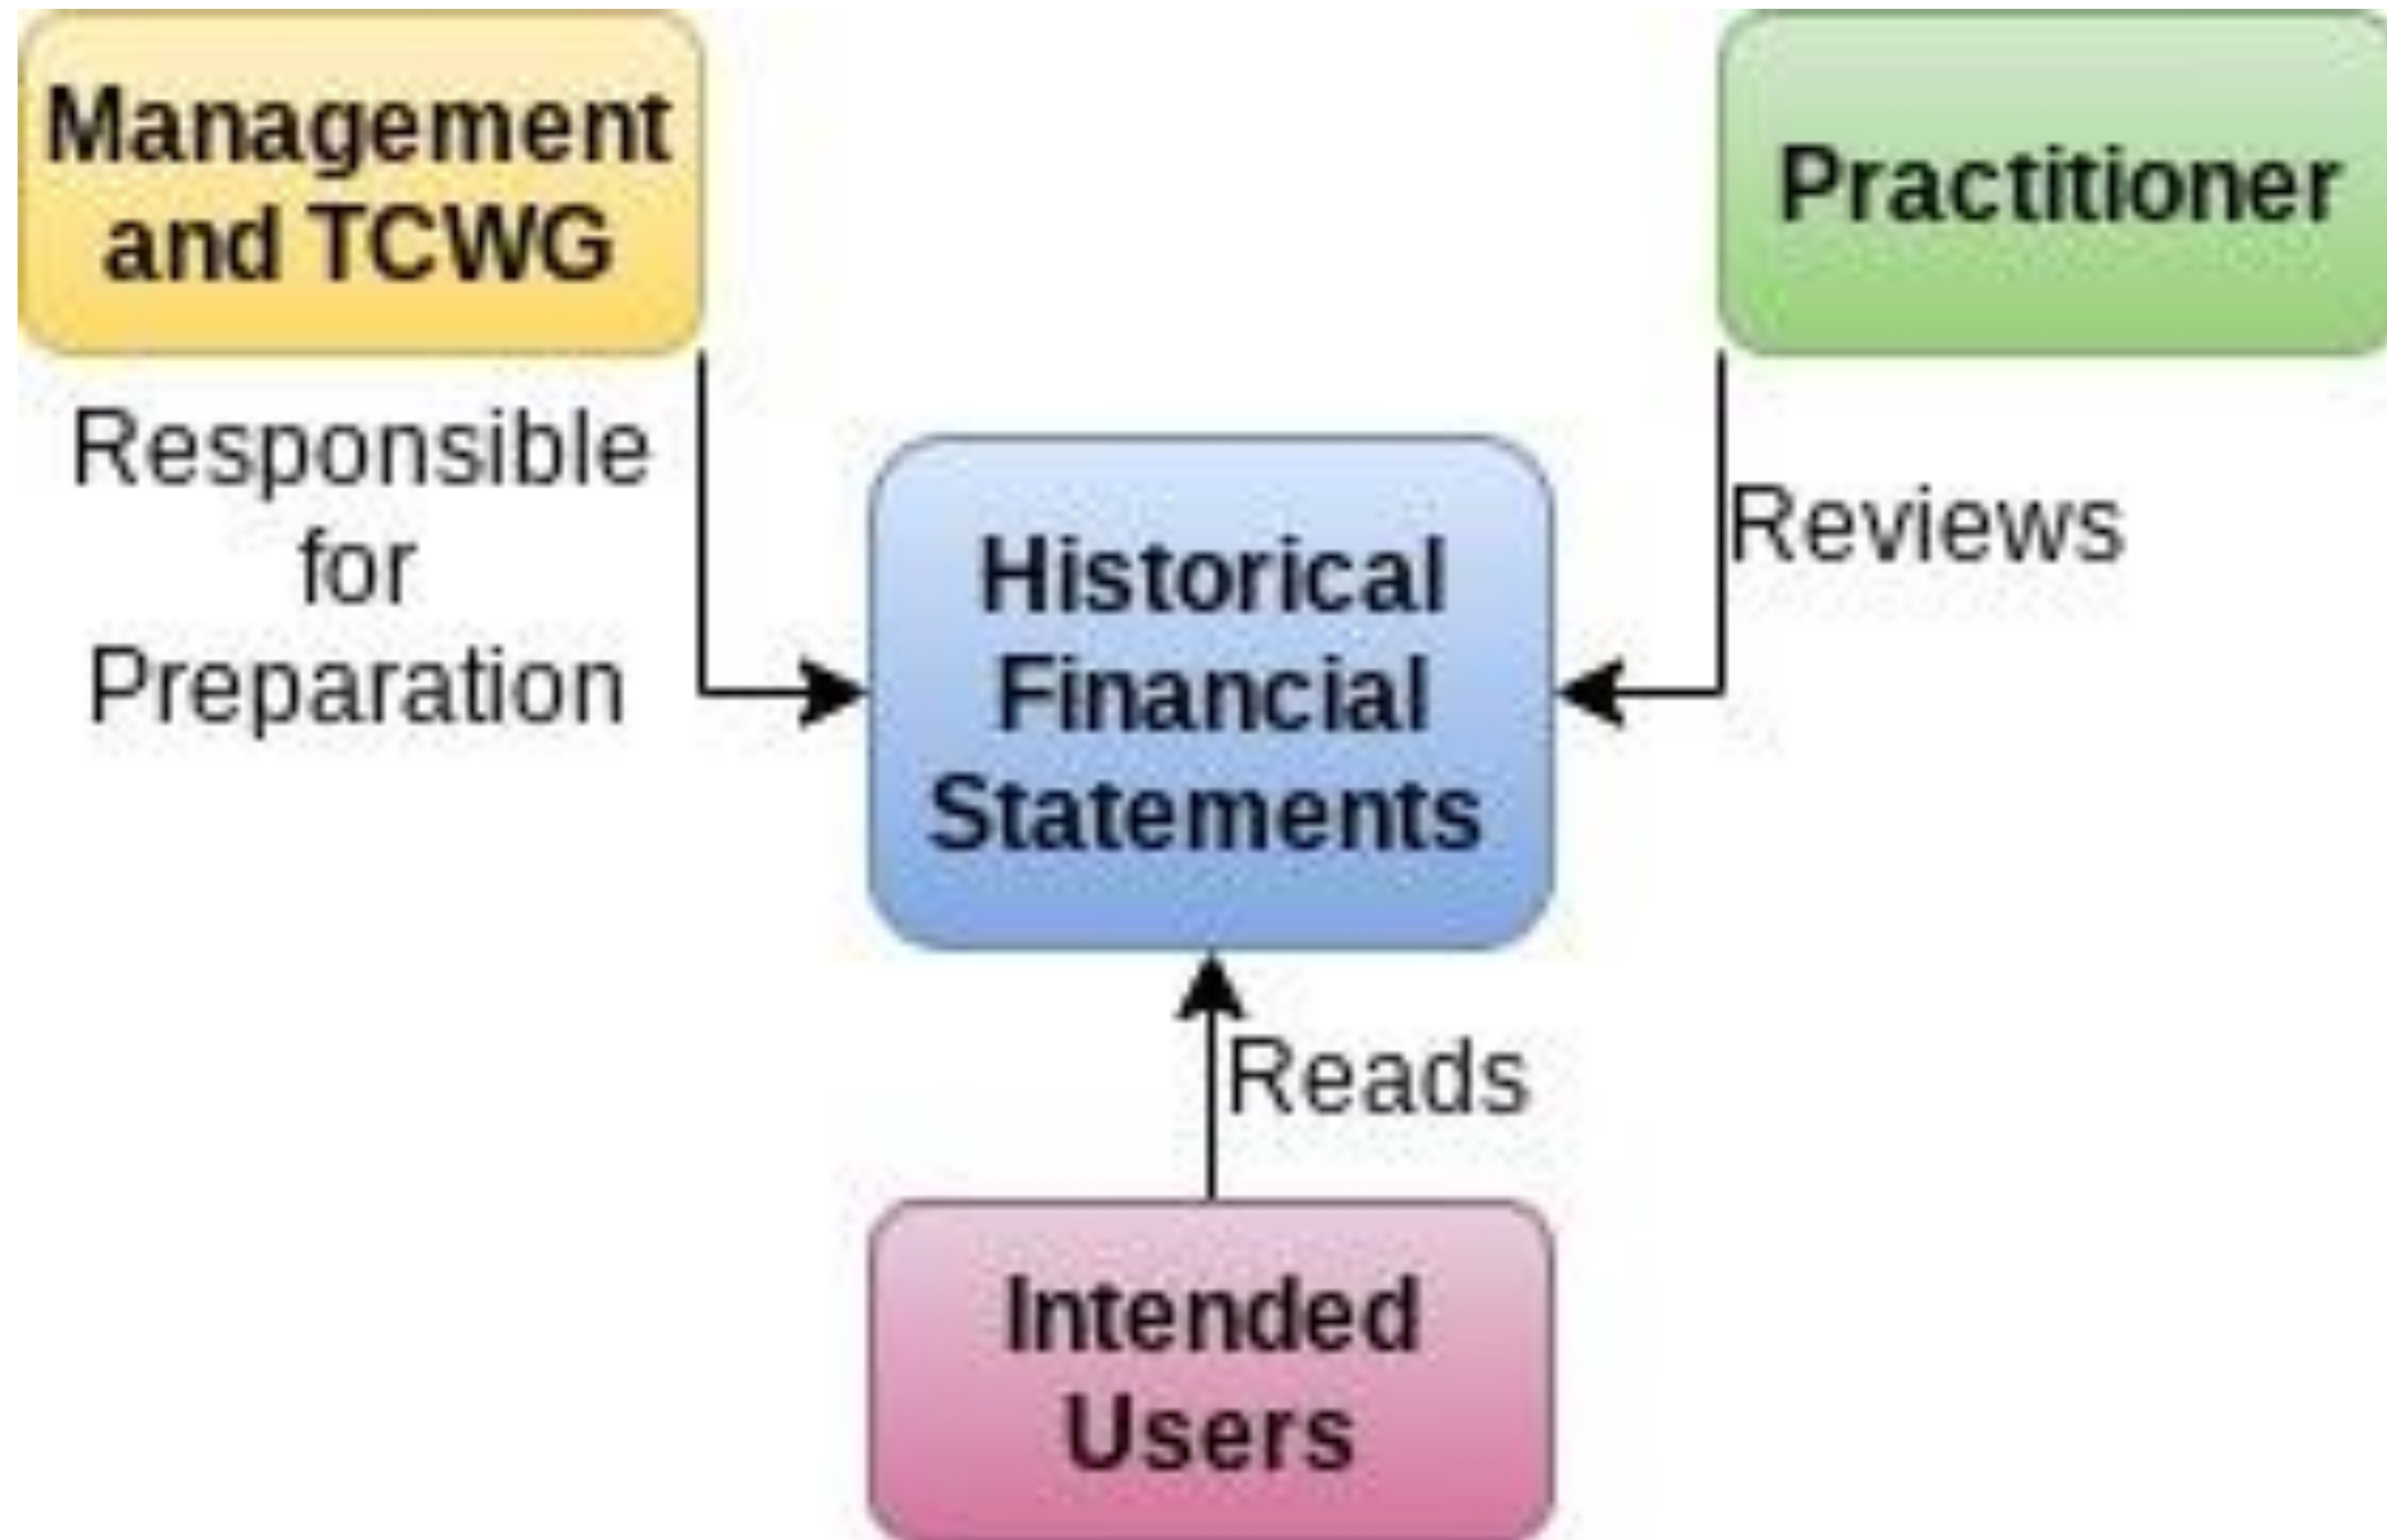 Management
and TCWG
Practitioner
Responsible
for
Preparation
Reviews
Historical
Financial
Statements
Reads
Intended
Users